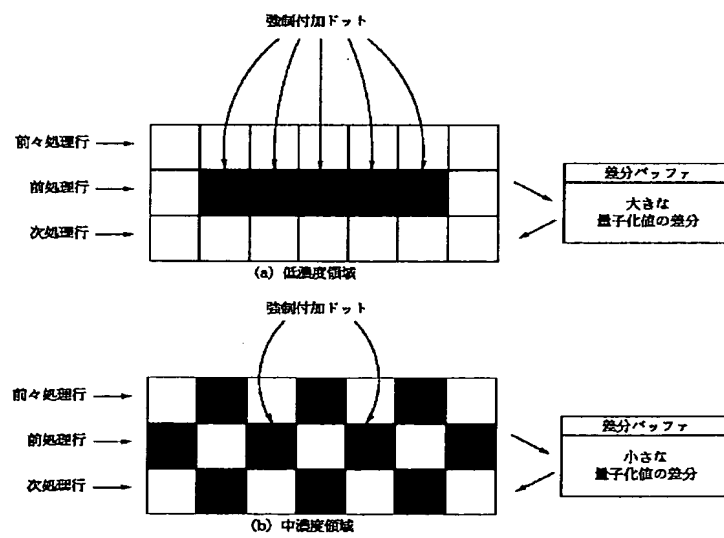 強制付加ドット
前々処理行
前処理行
次処理行
差分バッファ
大きな
量子化値の差分
(a) 低濃度領域
強制付加ドット
前々処理行
前処理行
次処理行
差分バッファ
小さな
量子化値の差分
(b) 中濃度領域